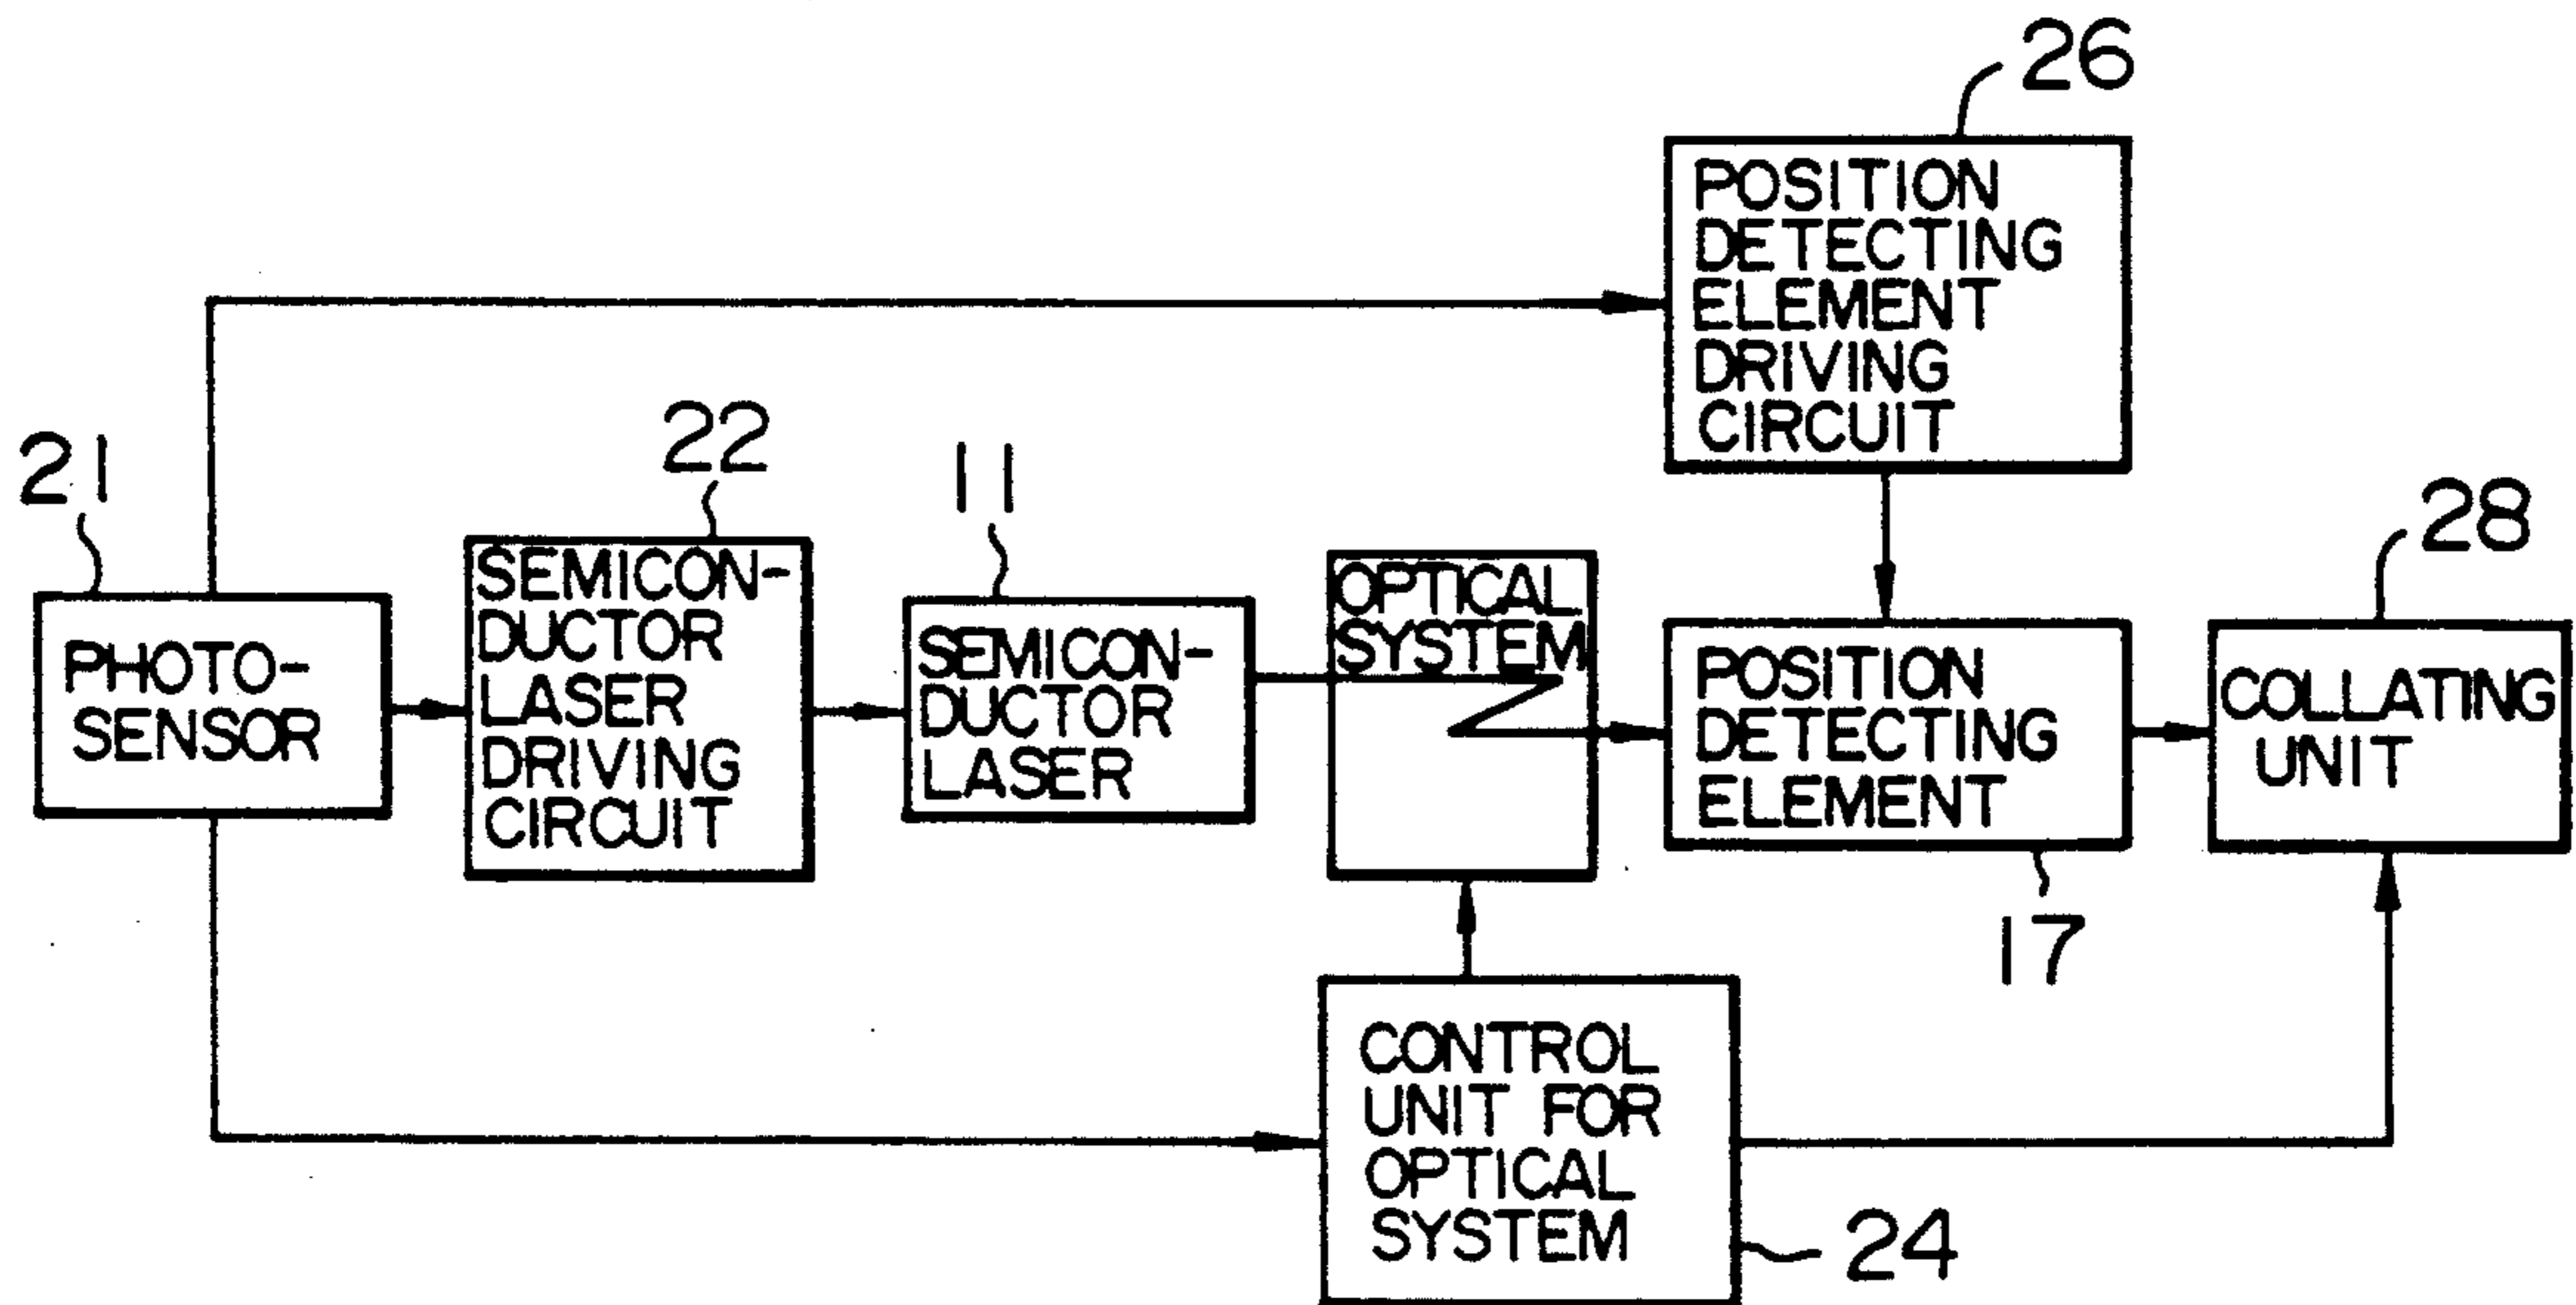 26
POSITION
DETECTING
ELEMENT
DRIVING
CIRCUIT
21
PHOTO-
SENSOR
22
SEMICON-
DUCTOR
LASER
DRIVING
CIRCUIT
11
SEMICON-
DUCTOR
LASER
OPTICAL
SYSTEM
POSITION
DETECTING
ELEMENT
17
28
COLLATING
UNIT
CONTROL
UNIT FOR
OPTICAL
SYSTEM
24